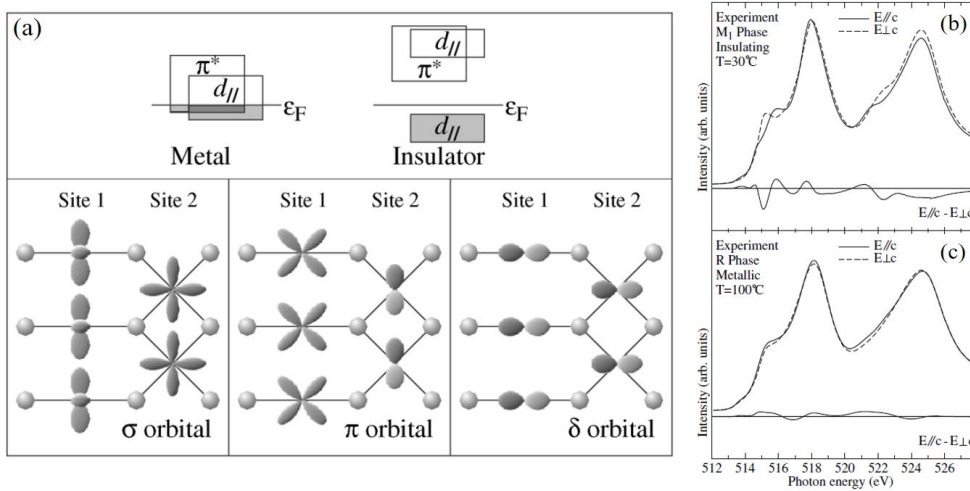 (a)
π*
d//
εF
Metal
d//
π*
εF
d//
Insulator
Site 1 Site 2
σ orbital
Site 1 Site 2
π orbital
Site 1 Site 2
δ orbital
(b)
Experiment
M1 Phase
Insulating
T=30℃
E//c
E⊥c
Intensity (arb. units)
E//c - E⊥c
(c)
Experiment
R Phase
Metallic
T=100℃
E//c
E⊥c
Intensity (arb. units)
E//c - E⊥c
512 514 516 518 520 522 524 526
Photon energy (eV)